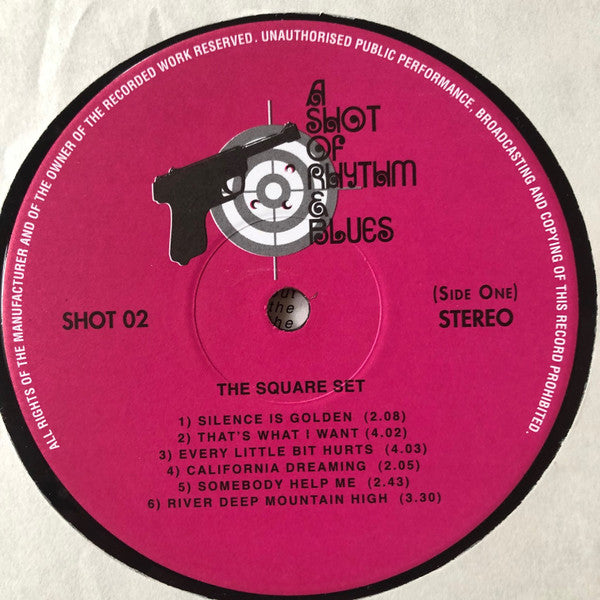 ALL RIGHTS OF THE MANUFACTURER AND OF THE OWNER OF THE RECORDED WORK RESERVED. UNAUTHORISED PUBLIC PERFORMANCE, BROADCASTING AND COPYING OF THIS RECORD PROHIBITED.
A
SHOT
OF
RHYTHM
&
BLUES
SHOT 02
(SIDE ONE)
STEREO
the
THE SQUARE SET
1) SILENCE IS GOLDEN (2.08)
2) THAT'S WHAT I WANT (4.02)
3) EVERY LITTLE BIT HURTS (4.03)
4) CALIFORNIA DREAMING (2.05)
5) SOMEBODY HELP ME (2.43)
6) RIVER DEEP MOUNTAIN HIGH (3.30)